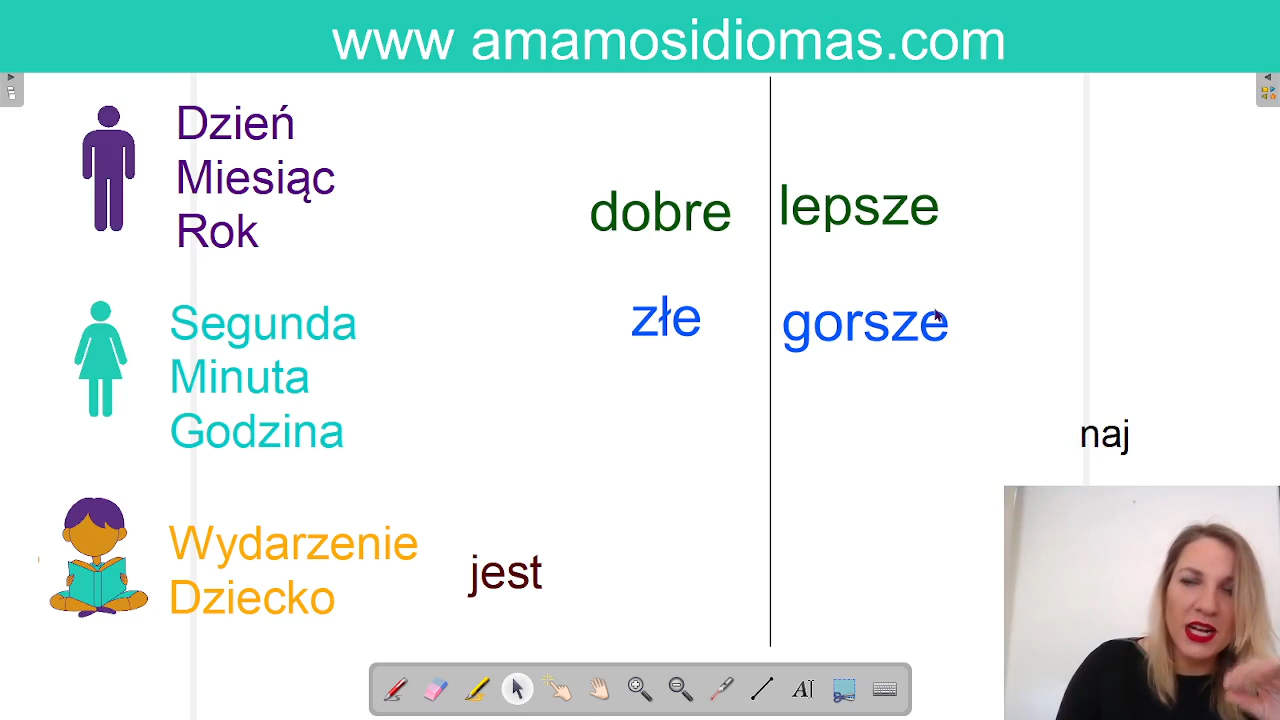 www amamosidiomas.com
Dzień
Miesiąc
Rok
dobre
lepsze
Segunda
Minuta
Godzina
złe
gorsze
naj
Wydarzenie
Dziecko
jest